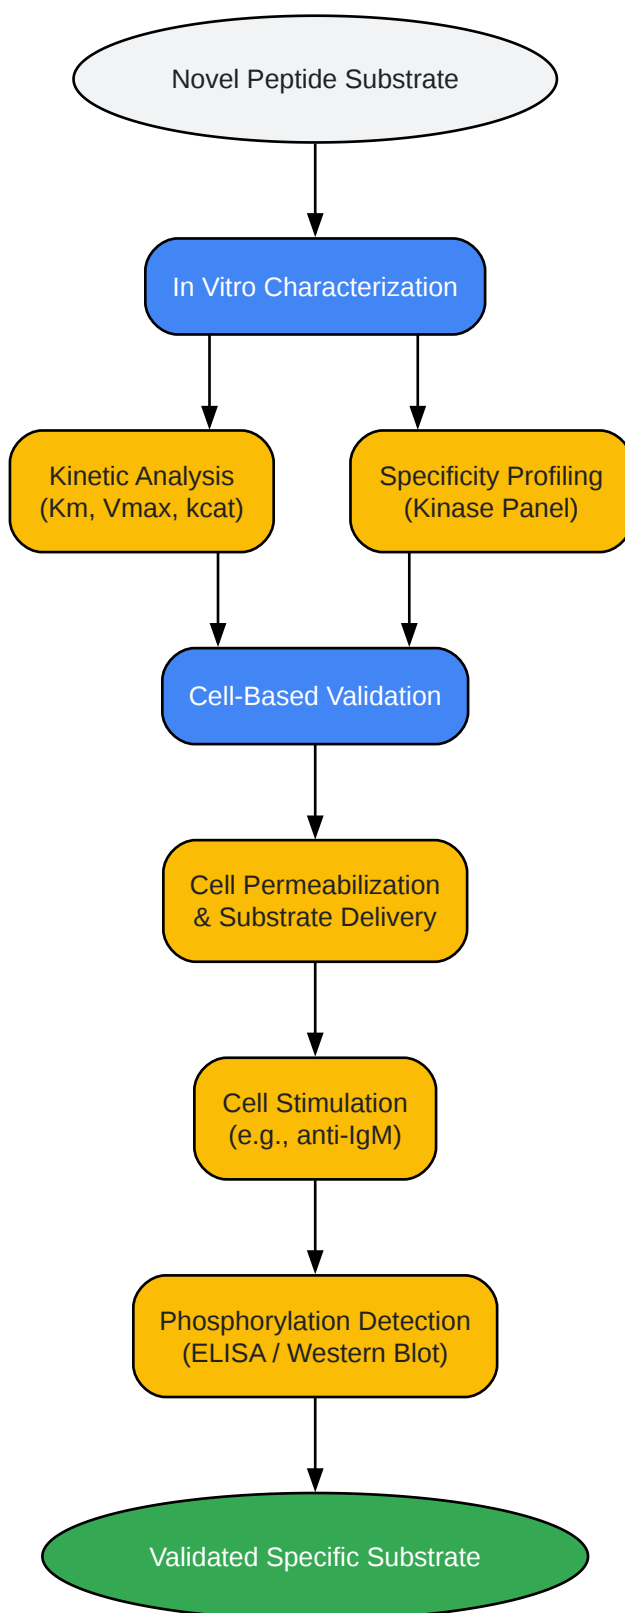 Novel Peptide Substrate
In Vitro Characterization
Kinetic Analysis
(Km, Vmax, kcat)
Specificity Profiling
(Kinase Panel)
Cell-Based Validation
Cell Permeabilization
& Substrate Delivery
Cell Stimulation
(e.g., anti-IgM)
Phosphorylation Detection
(ELISA / Western Blot)
Validated Specific Substrate